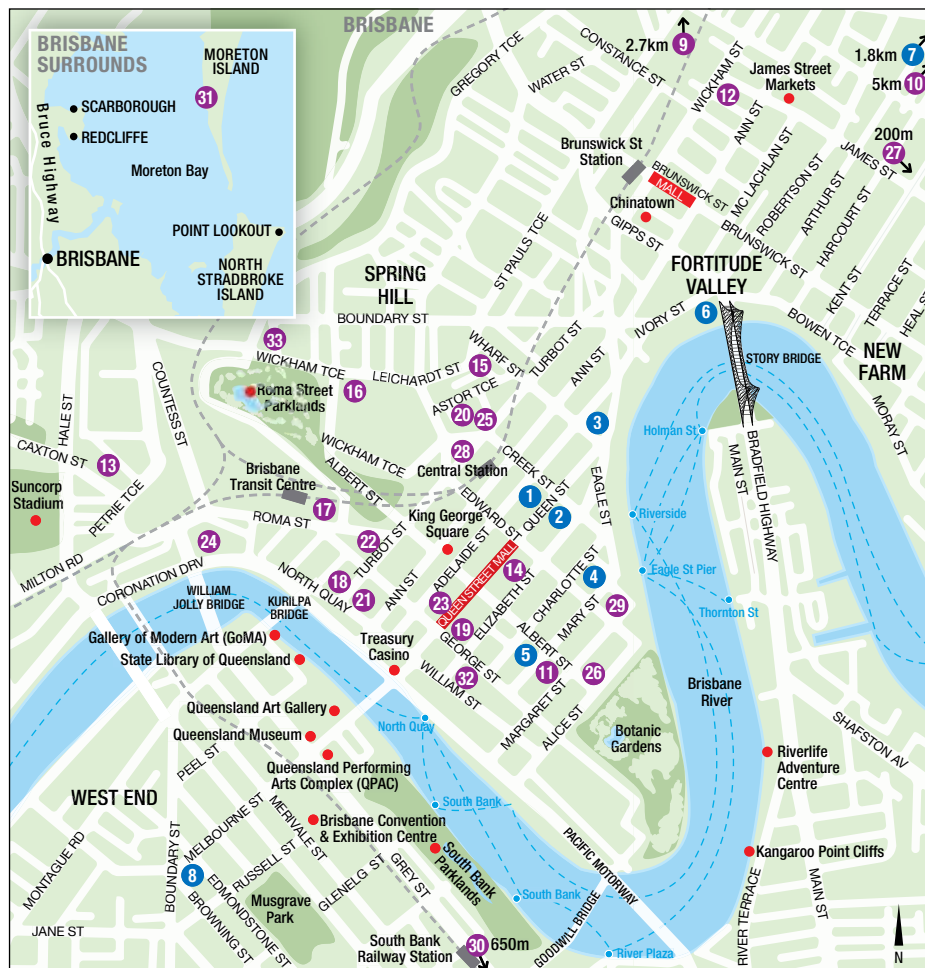 BRISBANE
SURROUNDS
MORETON
ISLAND
31
SCARBOROUGH
REDCLIFFE
Bruce Highway
Moreton Bay
POINT LOOKOUT
BRISBANE
NORTH
STRADBROKE
ISLAND
BRISBANE
GREGORY TCE
WATER ST
CONSTANCE ST
2.7km 9
WICKHAM ST
12
James Street
Markets
1.8km 7
5km 10
200m
27
JAMES ST
ANN ST
MC LACHLAN ST
ROBERTSON ST
ARTHUR ST
HARCOURT ST
KENT ST
TERRACE ST
HEAL ST
Brunswick St
Station
BRUNSWICK ST
MALL
Chinatown
GIPPS ST
BRUNSWICK ST
ST PAULS TCE
SPRING
HILL
BOUNDARY ST
FORTITUDE
VALLEY
IVORY ST
6
BOWEN TCE
STORY BRIDGE
NEW
FARM
MORAY ST
33
WICKHAM TCE
Roma Street
Parklands
16
LEICHARDT ST
15
WHARF ST
TURBOT ST
ANN ST
ASTOR TCE
20
25
3
28
Central Station
CREEK ST
EAGLE ST
Holman St
MAIN ST
BRADFIELD HIGHWAY
HALE ST
COUNTESS ST
CAXTON ST
13
PETRIE TCE
Suncorp
Stadium
MILTON RD
WICKHAM TCE
ALBERT ST
Brisbane
Transit Centre
ROMA ST
17
King George
Square
EDWARD ST
1
QUEEN ST
2
Riverside
24
22
TURBOT ST
ADELAIDE ST
QUEEN STREET MALL
14
Eagle St Pier
CORONATION DRV
NORTH QUAY
18
21
ANN ST
23
ELIZABETH ST
CHARLOTTE ST
4
MARY ST
29
Thornton St
WILLIAM
JOLLY BRIDGE
KURILPA
BRIDGE
19
GEORGE ST
ALBERT ST
5
11
26
Gallery of Modern Art (GoMA)
State Library of Queensland
Treasury
Casino
WILLIAM ST
32
MARGARET ST
ALICE ST
Brisbane
River
Queensland Art Gallery
North Quay
Botanic
Gardens
SHAFSTON AV
Queensland Museum
PEEL ST
Queensland Performing
Arts Complex (QPAC)
Riverlife
Adventure
Centre
WEST END
South Bank
MONTAGUE RD
BOUNDARY ST
MELBOURNE ST
MERIVALE ST
Brisbane Convention
& Exhibition Centre
South Bank
Parklands
PACIFIC MOTORWAY
Kangaroo Point Cliffs
8
RUSSELL ST
EDMONDSTONE ST
BROWNING ST
GLENELG ST
GREY ST
Musgrave
Park
South Bank
GOODWILL BRIDGE
RIVER TERRACE
MAIN ST
JANE ST
South Bank
Railway Station
30 650m
River Plaza
N